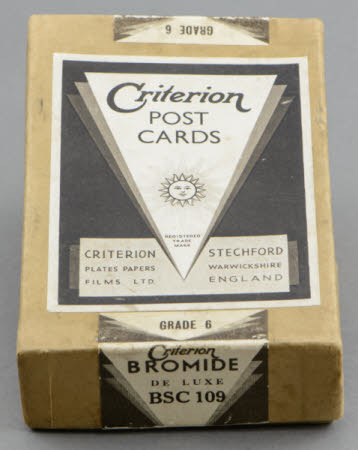 GRADE 6
Criterion
POST
CARDS
REGISTERED
TRADE
MARK
CRITERION
PLATES PAPERS
FILMS LTD.
STECHFORD
WARWICKSHIRE
ENGLAND
GRADE 6
Criterion
BROMIDE
DE LUXE
BSC 109